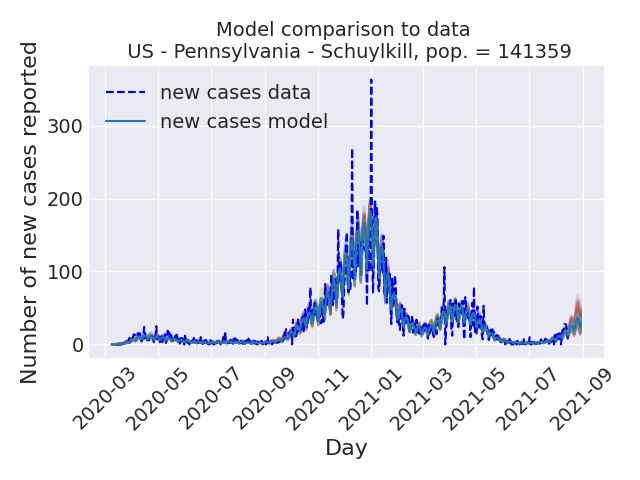 Model comparison to data
US - Pennsylvania - Schuylkill, pop. = 141359
new cases data
new cases model
Number of new cases reported
300
200
100
0
2020-03
2020-05
2020-07
2020-09
2020-11
2021-01
2021-03
2021-05
2021-07
2021-09
Day